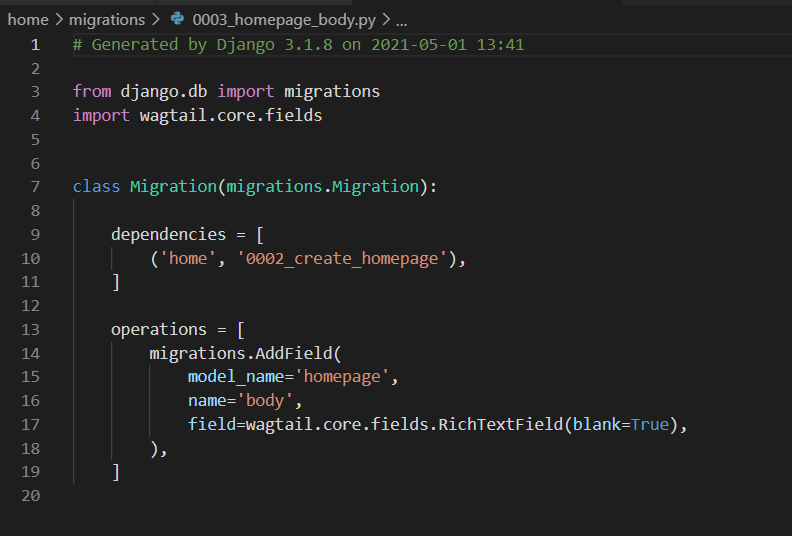 home > migrations > 0003_homepage_body.py > ...
1 # Generated by Django 3.1.8 on 2021-05-01 13:41
2
3 from django.db import migrations
4 import wagtail.core.fields
5
6
7 class Migration(migrations.Migration):
8
9     dependencies = [
10         ('home', '0002_create_homepage'),
11     ]
12
13     operations = [
14         migrations.AddField(
15             model_name='homepage',
16             name='body',
17             field=wagtail.core.fields.RichTextField(blank=True),
18         ),
19     ]
20